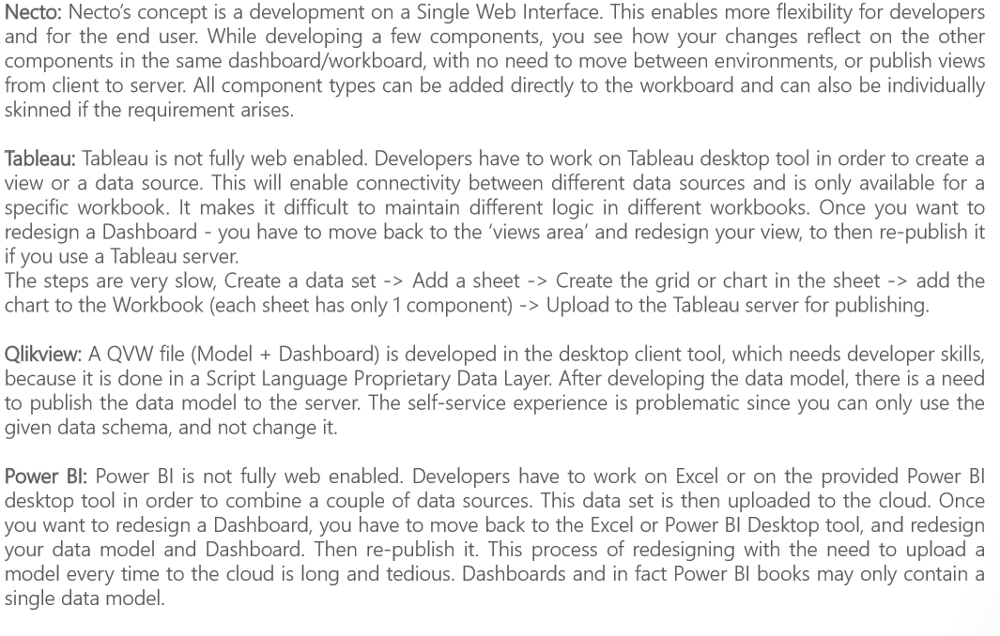 Necto: Necto’s concept is a development on a Single Web Interface. This enables more flexibility for developers
and for the end user. While developing a few components, you see how your changes reflect on the other
components in the same dashboard/workboard, with no need to move between environments, or publish views
from client to server. All component types can be added directly to the workboard and can also be individually
skinned if the requirement arises.
Tableau: Tableau is not fully web enabled. Developers have to work on Tableau desktop tool in order to create a
view or a data source. This will enable connectivity between different data sources and is only available for a
specific workbook. It makes it difficult to maintain different logic in different workbooks. Once you want to
redesign a Dashboard - you have to move back to the ‘views area’ and redesign your view, to then re-publish it
if you use a Tableau server.
The steps are very slow, Create a data set -> Add a sheet -> Create the grid or chart in the sheet -> add the
chart to the Workbook (each sheet has only 1 component) -> Upload to the Tableau server for publishing.
Qlikview: A QVW file (Model + Dashboard) is developed in the desktop client tool, which needs developer skills,
because it is done in a Script Language Proprietary Data Layer. After developing the data model, there is a need
to publish the data model to the server. The self-service experience is problematic since you can only use the
given data schema, and not change it.
Power BI: Power BI is not fully web enabled. Developers have to work on Excel or on the provided Power BI
desktop tool in order to combine a couple of data sources. This data set is then uploaded to the cloud. Once
you want to redesign a Dashboard, you have to move back to the Excel or Power BI Desktop tool, and redesign
your data model and Dashboard. Then re-publish it. This process of redesigning with the need to upload a
model every time to the cloud is long and tedious. Dashboards and in fact Power BI books may only contain a
single data model.